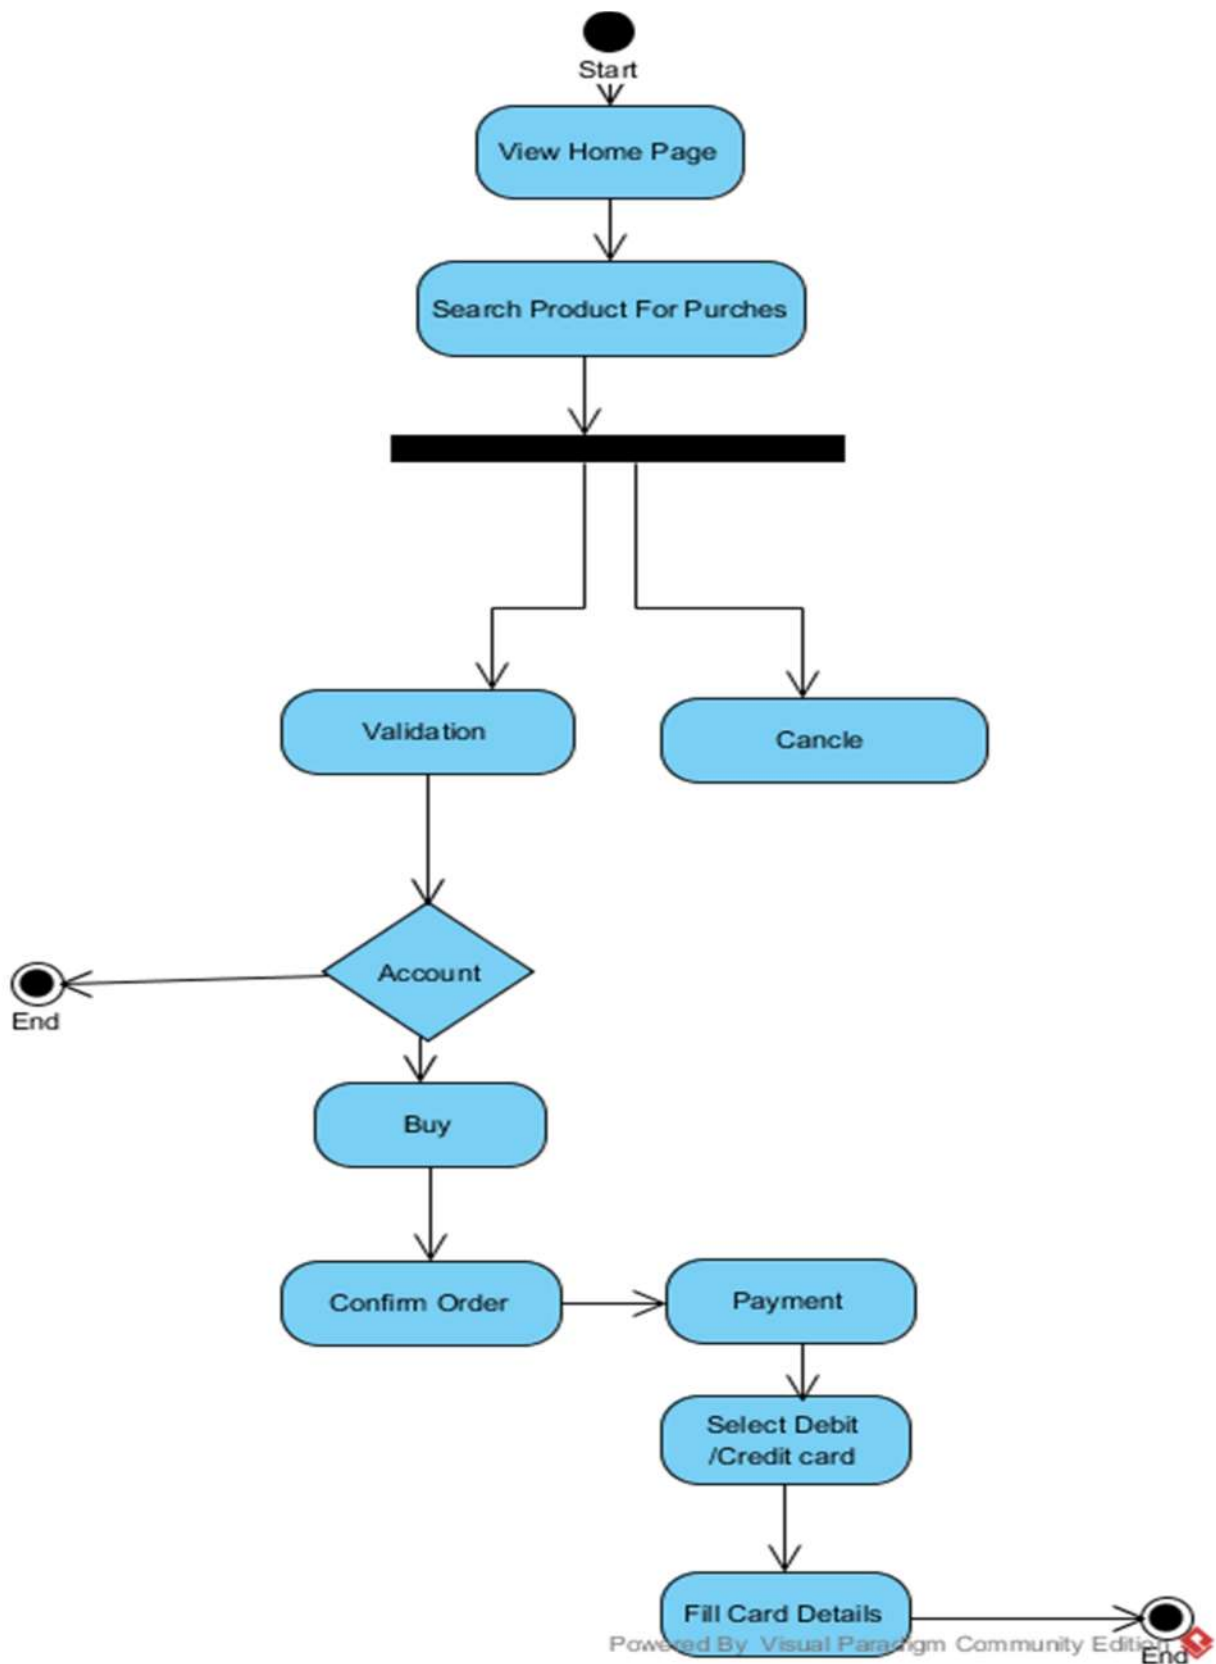 Start
View Home Page
Search Product For Purches
Validation
Cancle
Account
End
Buy
Confirm Order
Payment
Select Debit
/Credit card
Fill Card Details
Powered By Visual Paradigm Community Edition
End